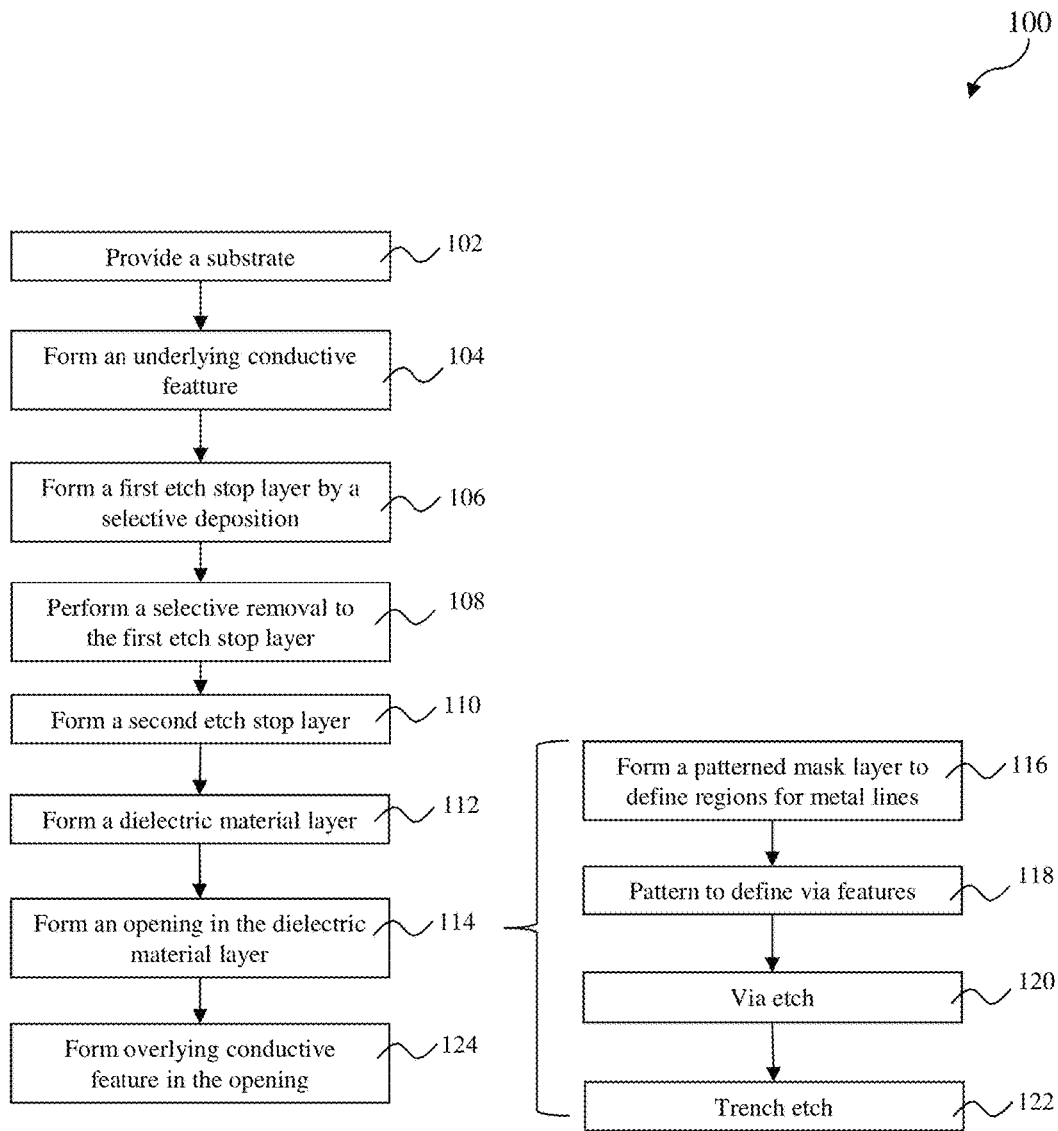 100
Provide a substrate
102
Form an underlying conductive
featture
104
Form a first etch stop layer by a
selective deposition
106
Perform a selective removal to
the first etch stop layer
108
Form a second etch stop layer
110
Form a dielectric material layer
112
Form an opening in the dielectric
material layer
114
Form overlying conductive
feature in the opening
124
Form a patterned mask layer to
define regions for metal lines
116
Pattern to define via features
118
Via etch
120
Trench etch
122